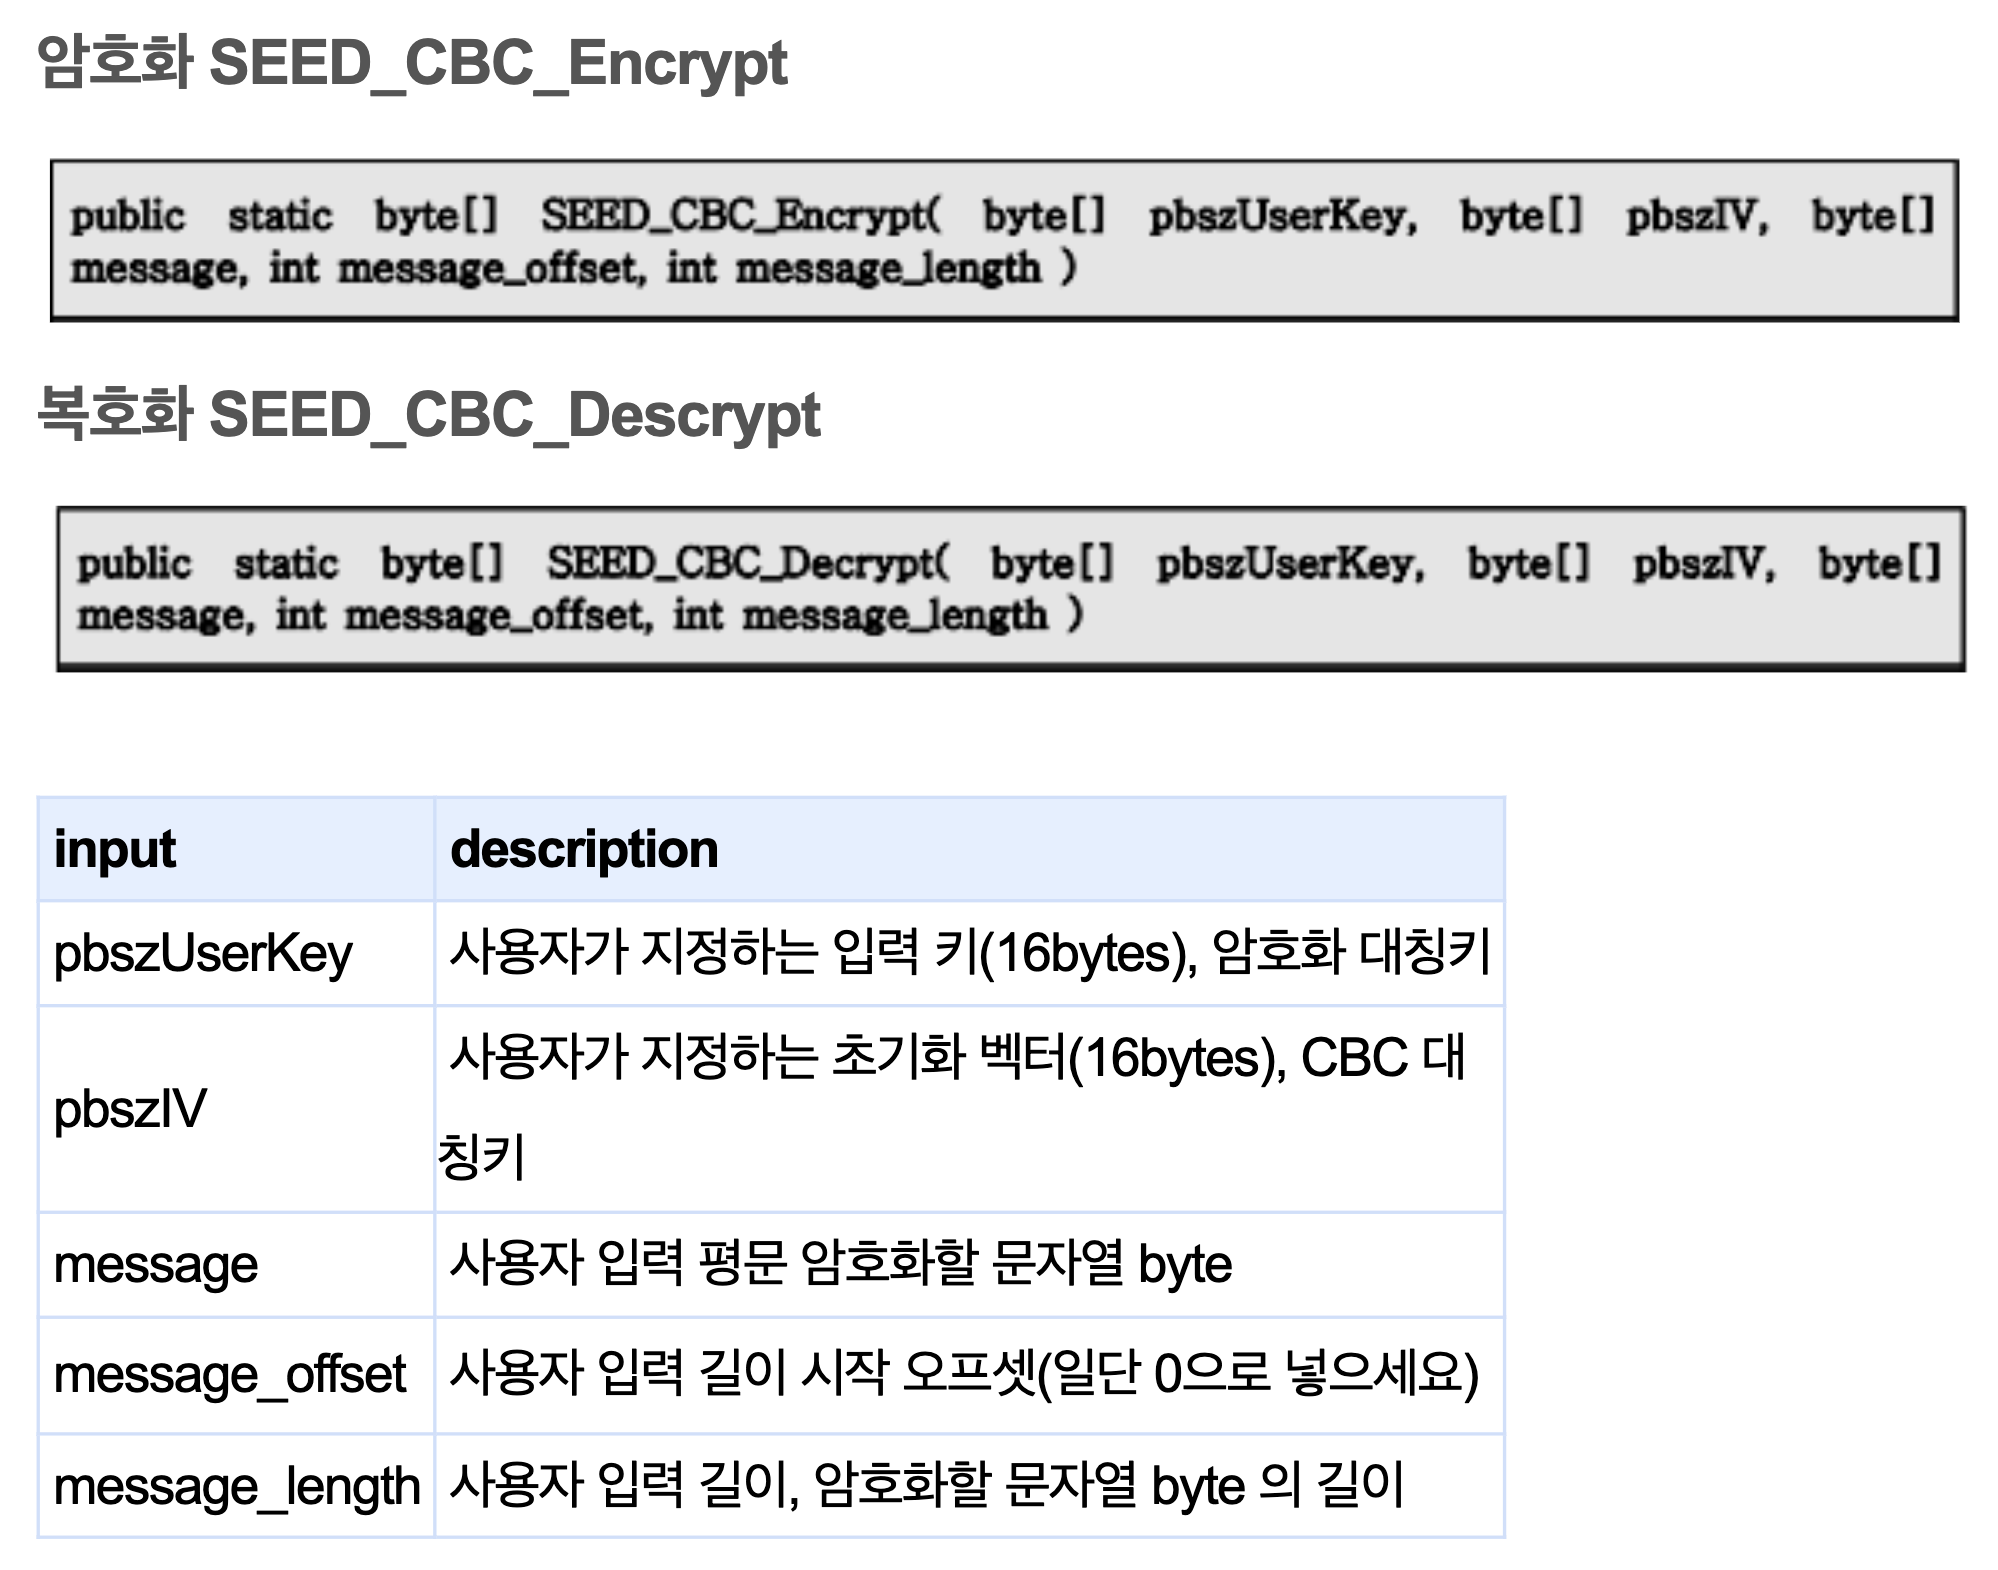 암호화 SEED_CBC_Encrypt
public static byte[] SEED_CBC_Encrypt( byte[] pbszUserKey, byte[] pbszIV, byte[]
message, int message_offset, int message_length )
복호화 SEED_CBC_Descrypt
public static byte[] SEED_CBC_Decrypt( byte[] pbszUserKey, byte[] pbszIV, byte[]
message, int message_offset, int message_length )
input description
pbszUserKey 사용자가 지정하는 입력 키(16bytes), 암호화 대칭키
pbszIV 사용자가 지정하는 초기화 벡터(16bytes), CBC 대
칭키
message 사용자 입력 평문 암호화할 문자열 byte
message_offset 사용자 입력 길이 시작 오프셋(일단 0으로 넣으세요)
message_length 사용자 입력 길이, 암호화할 문자열 byte 의 길이